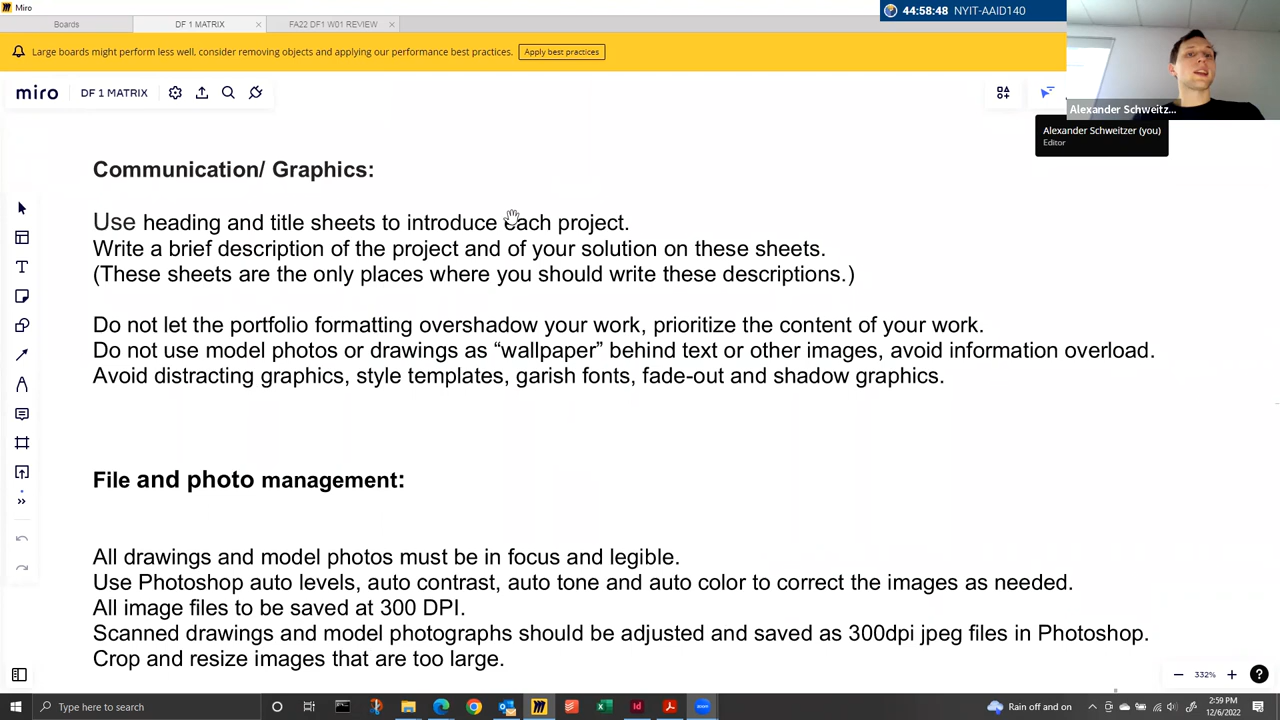 Miro
44:58:48 NYIT-AAID140
Boards
DF 1 MATRIX
FA22 DF1 W01 REVIEW
Large boards might perform less well, consider removing objects and applying our performance best practices.
Apply best practices
miro
DF 1 MATRIX
Alexander Schweitz...
Alexander Schweitzer (you)
Editor
Communication/ Graphics:
Use heading and title sheets to introduce each project.
Write a brief description of the project and of your solution on these sheets.
(These sheets are the only places where you should write these descriptions.)
Do not let the portfolio formatting overshadow your work, prioritize the content of your work.
Do not use model photos or drawings as “wallpaper” behind text or other images, avoid information overload.
Avoid distracting graphics, style templates, garish fonts, fade-out and shadow graphics.
File and photo management:
All drawings and model photos must be in focus and legible.
Use Photoshop auto levels, auto contrast, auto tone and auto color to correct the images as needed.
All image files to be saved at 300 DPI.
Scanned drawings and model photographs should be adjusted and saved as 300dpi jpeg files in Photoshop.
Crop and resize images that are too large.
332%
Type here to search
zoom
Rain off and on
2:59 PM
12/6/2022